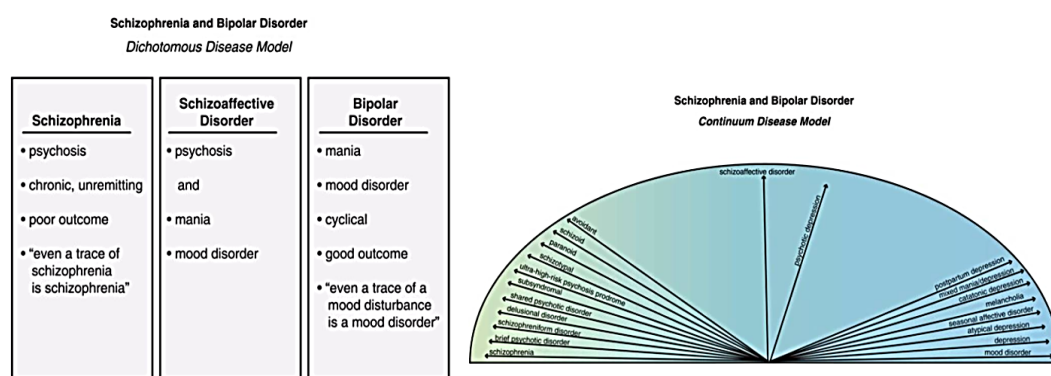 Schizophrenia and Bipolar Disorder
Dichotomous Disease Model
Schizophrenia
• psychosis
• chronic, unremitting
• poor outcome
• “even a trace of
schizophrenia
is schizophrenia”
Schizoaffective
Disorder
• psychosis
and
• mania
• mood disorder
Bipolar
Disorder
• mania
• mood disorder
• cyclical
• good outcome
• “even a trace of a
mood disturbance
is a mood disorder”
Schizophrenia and Bipolar Disorder
Continuum Disease Model
schizoaffective disorder
psychotic depression
avoidant
schizoid
paranoid
schizotypal
ultra-high-risk psychosis prodrome
subsyndromal
shared psychotic disorder
delusional disorder
schizophreniform disorder
brief psychotic disorder
schizophrenia
postpartum depression
mixed mania/depression
catatonic depression
melancholia
seasonal affective disorder
atypical depression
depression
mood disorder